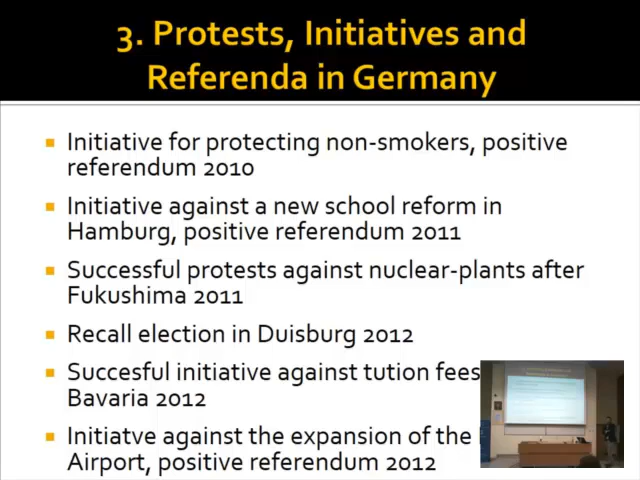 3. Protests, Initiatives and
Referenda in Germany
Initiative for protecting non-smokers, positive
referendum 2010
Initiative against a new school reform in
Hamburg, positive referendum 2011
Successful protests against nuclear-plants after
Fukushima 2011
Recall election in Duisburg 2012
Succesful initiative against tution fees
Bavaria 2012
Initiatve against the expansion of the
Airport, positive referendum 2012